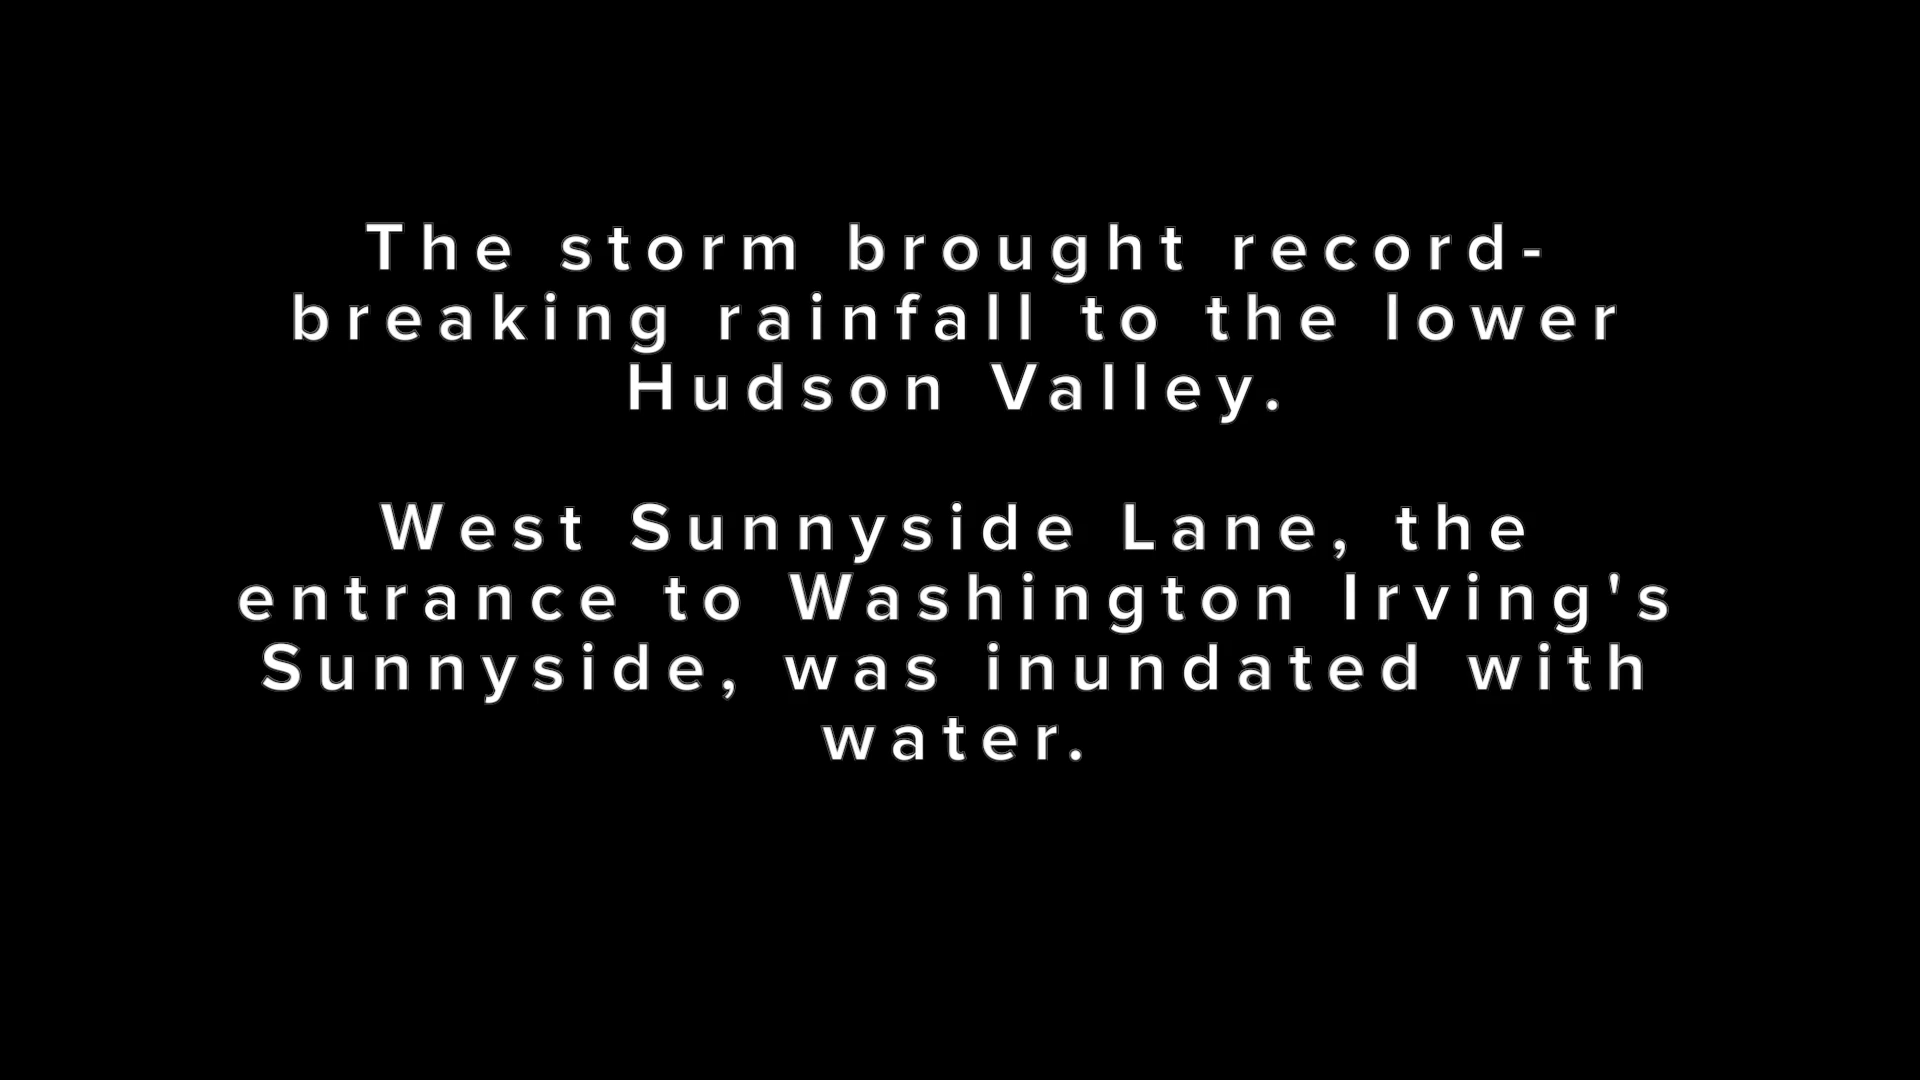 The storm brought record-
breaking rainfall to the lower
Hudson Valley.
West Sunnyside Lane, the
entrance to Washington Irving's
Sunnyside, was inundated with
water.